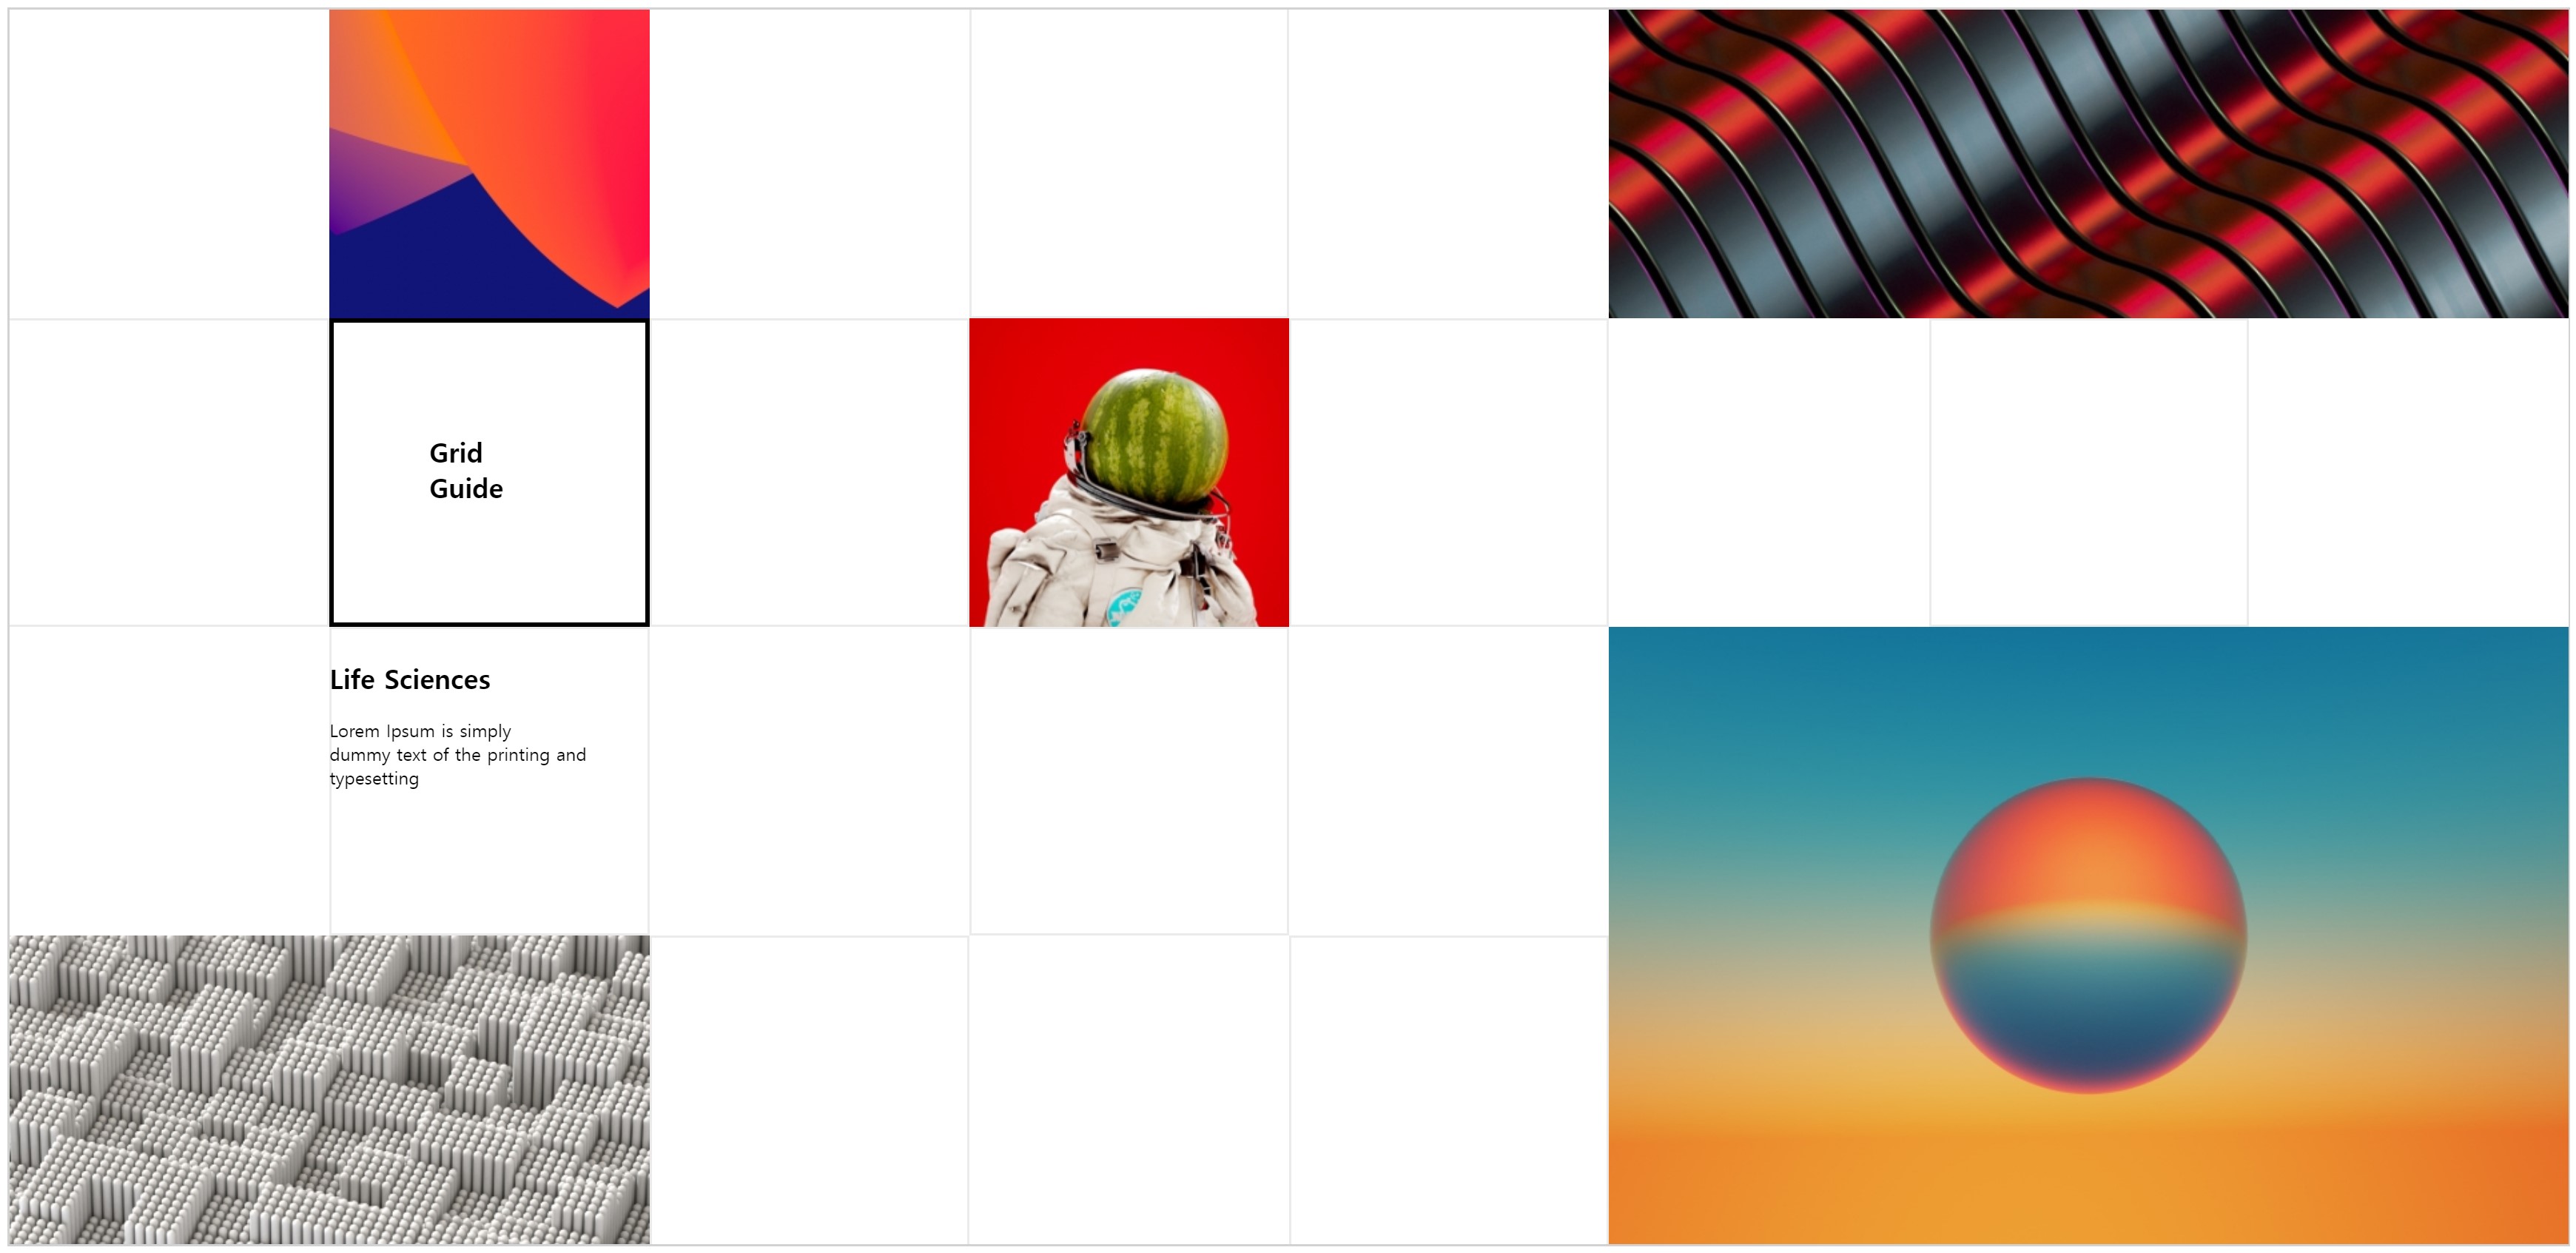 Grid
Guide
Life Sciences
Lorem Ipsum is simply
dummy text of the printing and
typesetting